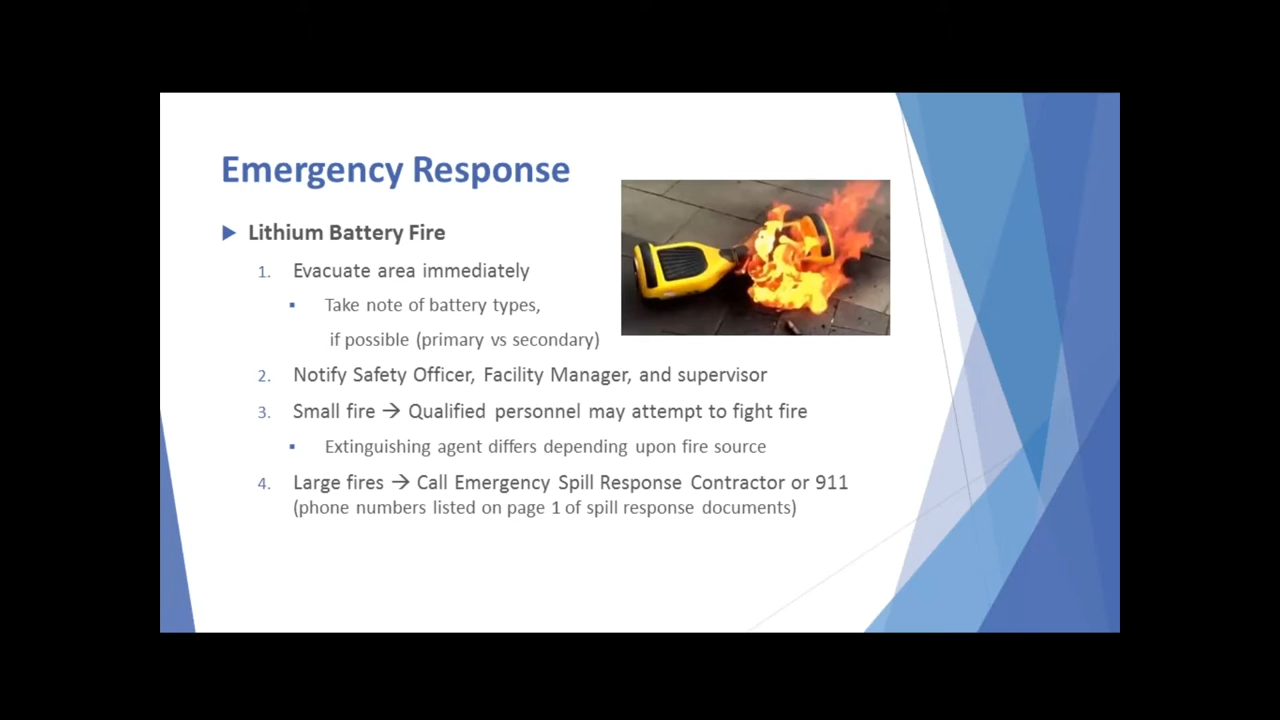 Emergency Response
▶ Lithium Battery Fire
1. Evacuate area immediately
▪ Take note of battery types,
if possible (primary vs secondary)
2. Notify Safety Officer, Facility Manager, and supervisor
3. Small fire → Qualified personnel may attempt to fight fire
▪ Extinguishing agent differs depending upon fire source
4. Large fires → Call Emergency Spill Response Contractor or 911
(phone numbers listed on page 1 of spill response documents)